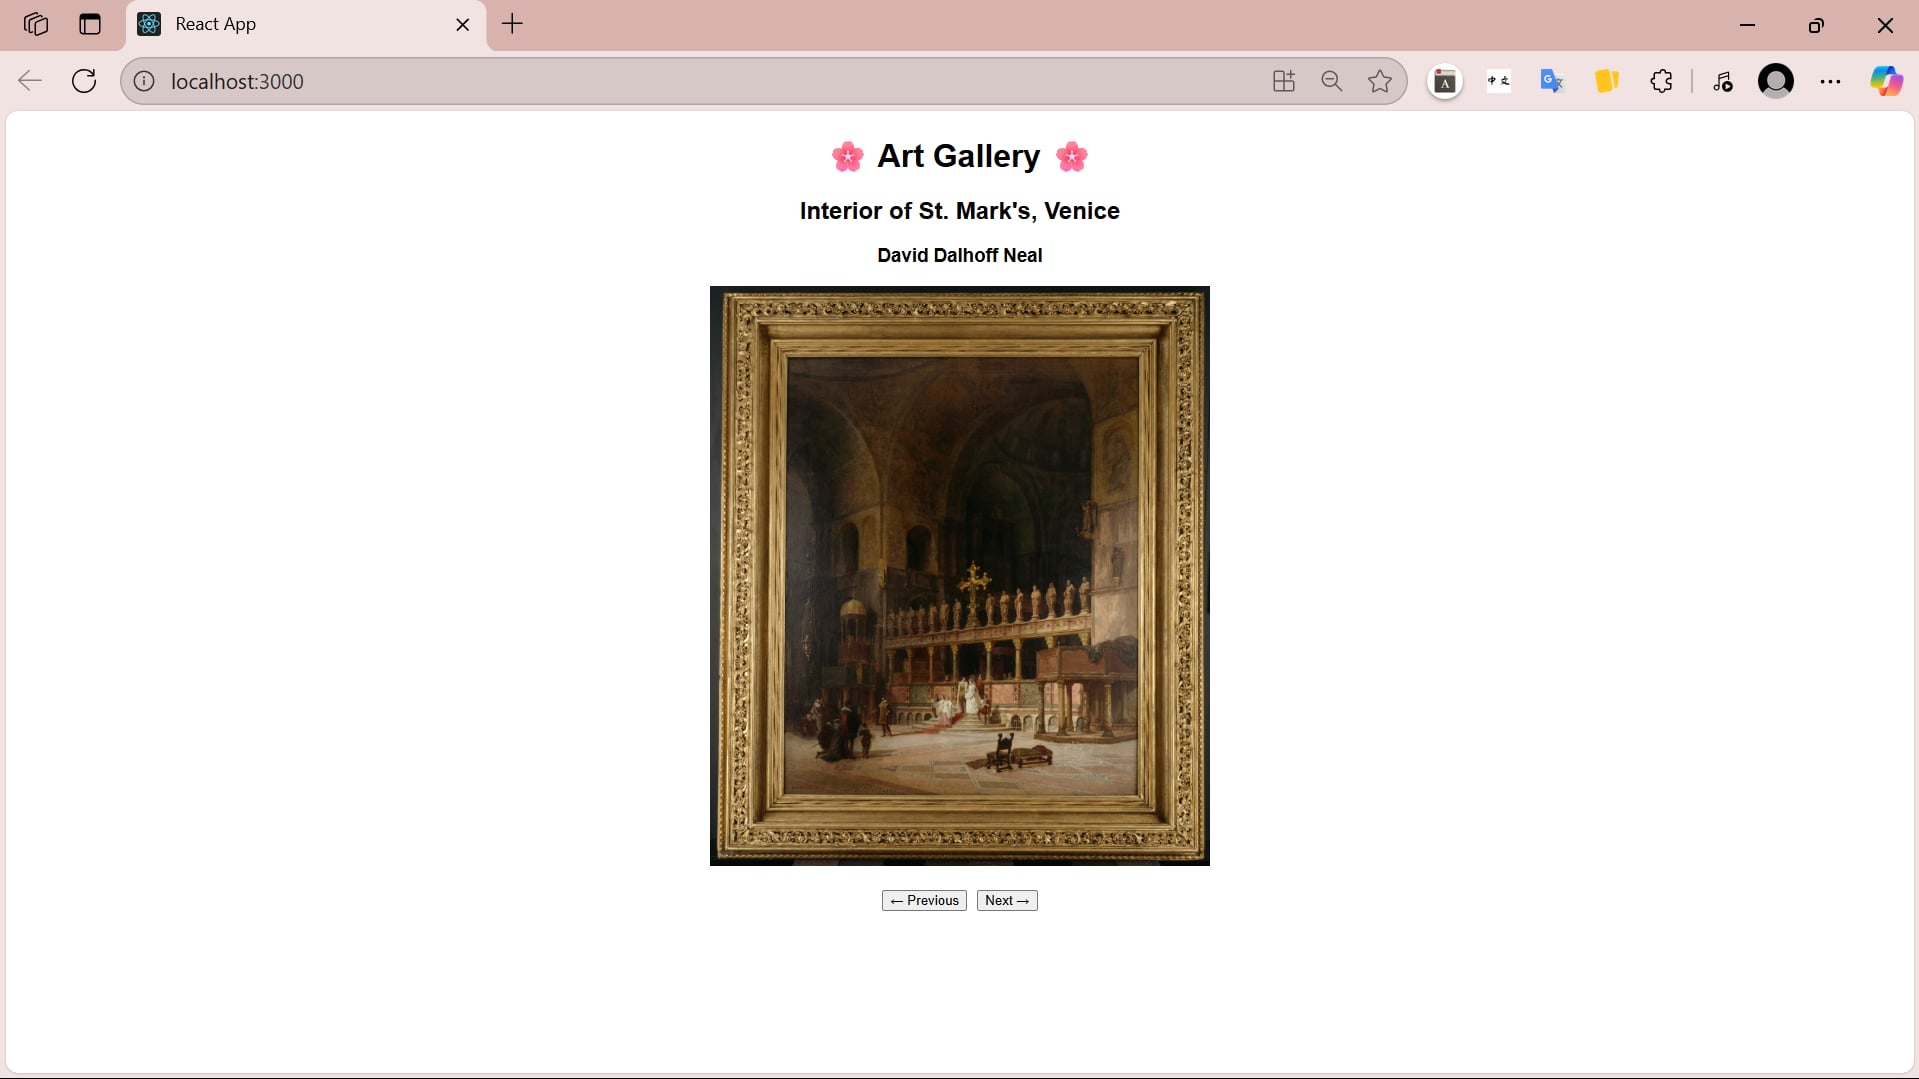 React App
localhost:3000
🌸 Art Gallery 🌸
Interior of St. Mark's, Venice
David Dalhoff Neal
← Previous Next →